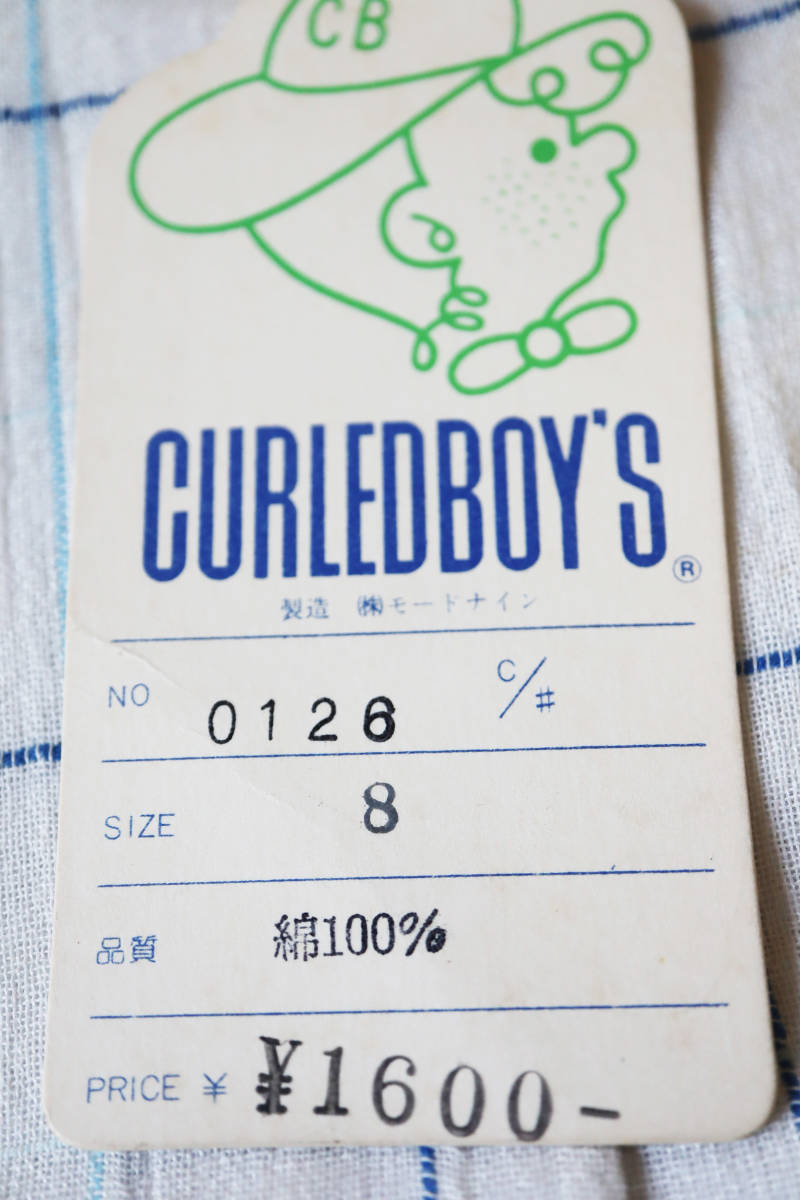 CB
CURLEDBOY'S ®
製造 ㈱モードナイン
NO 0126 C/#
SIZE 8
品質 綿100%
PRICE ¥ ¥1600-